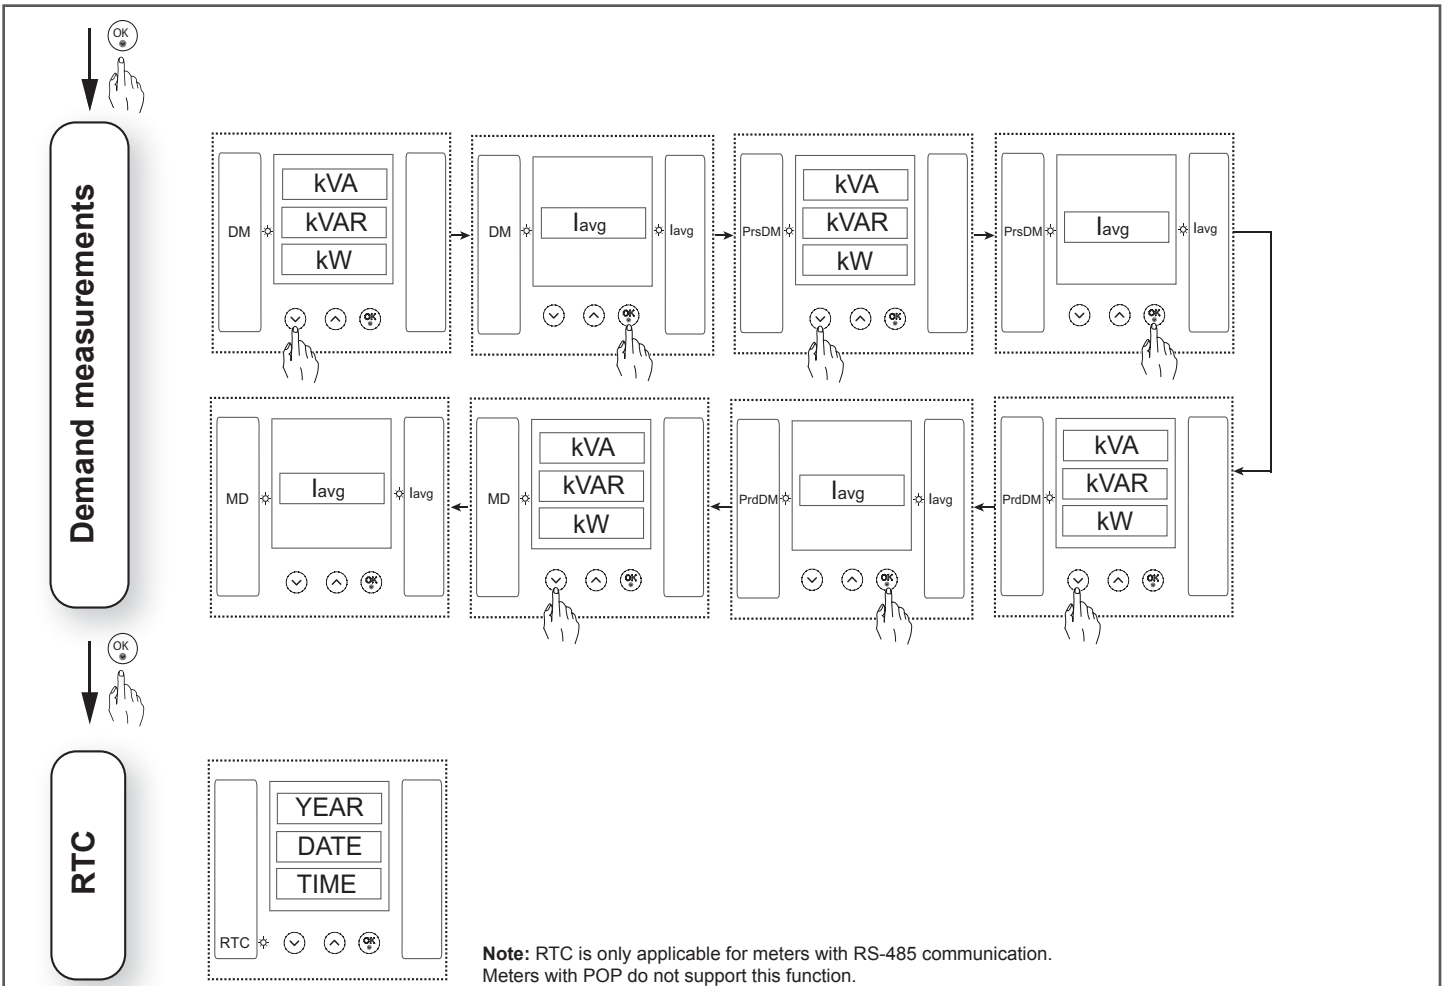 OK
Demand measurements
DM
kVA
kVAR
kW
OK
DM
Iavg
Iavg
OK
PrsDM
kVA
kVAR
kW
OK
PrsDM
Iavg
Iavg
OK
PrdDM
kVA
kVAR
kW
OK
PrdDM
Iavg
Iavg
OK
MD
kVA
kVAR
kW
OK
MD
Iavg
Iavg
OK
OK
RTC
YEAR
DATE
TIME
RTC
OK
Note: RTC is only applicable for meters with RS-485 communication.
Meters with POP do not support this function.